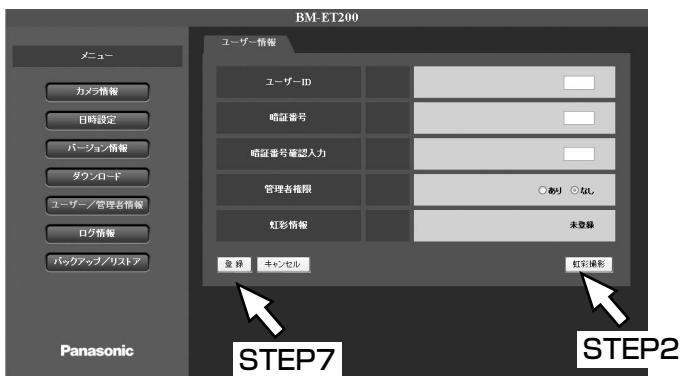 BM-ET200
メニュー
カメラ情報
日時設定
バージョン情報
ダウンロード
ユーザー／管理者情報
ログ情報
バックアップ／リストア
Panasonic
ユーザー情報
ユーザーID
暗証番号
暗証番号確認入力
管理者権限
あり なし
虹彩情報
未登録
登録 キャンセル
虹彩撮影
STEP7
STEP2